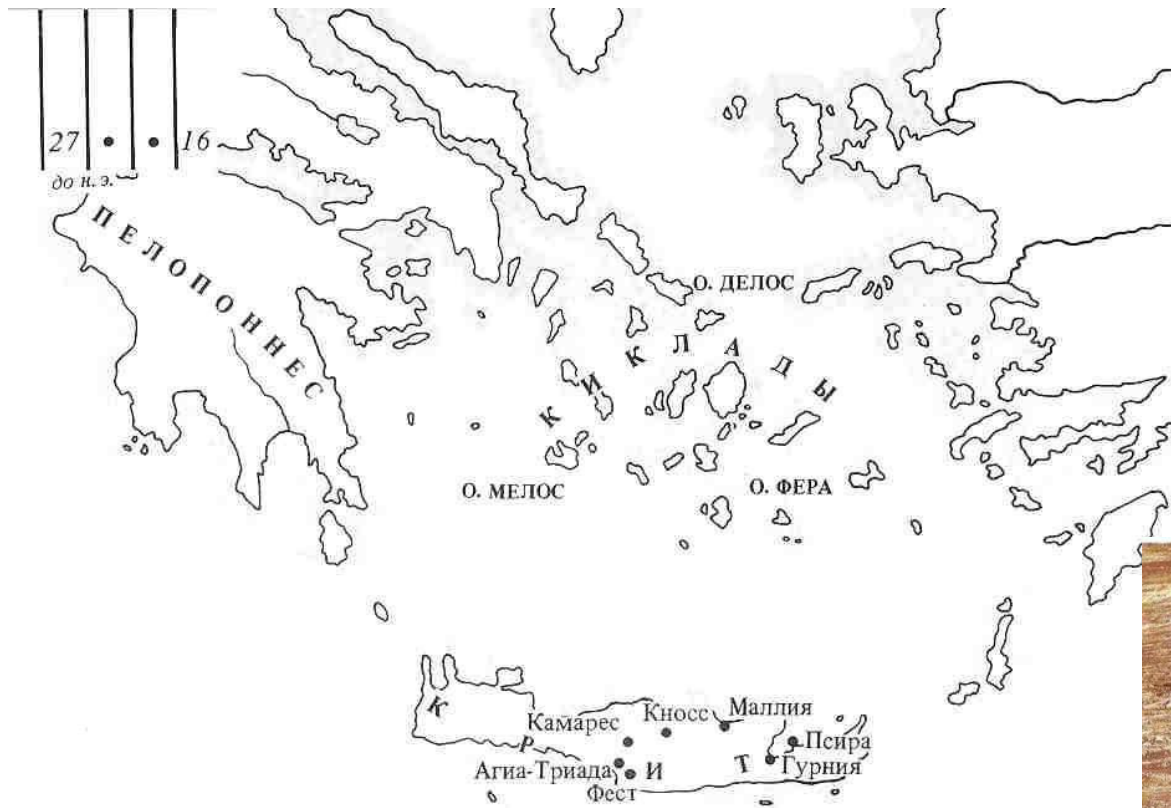 27 • • 16
до н. э.
ПЕЛОПОННЕС
О. ДЕЛОС
КИКЛАДЫ
О. МЕЛОС
О. ФЕРА
КРИТ
Маллия
Кносс
Камарес
Псира
Агиа-Триада
Гурния
Фест